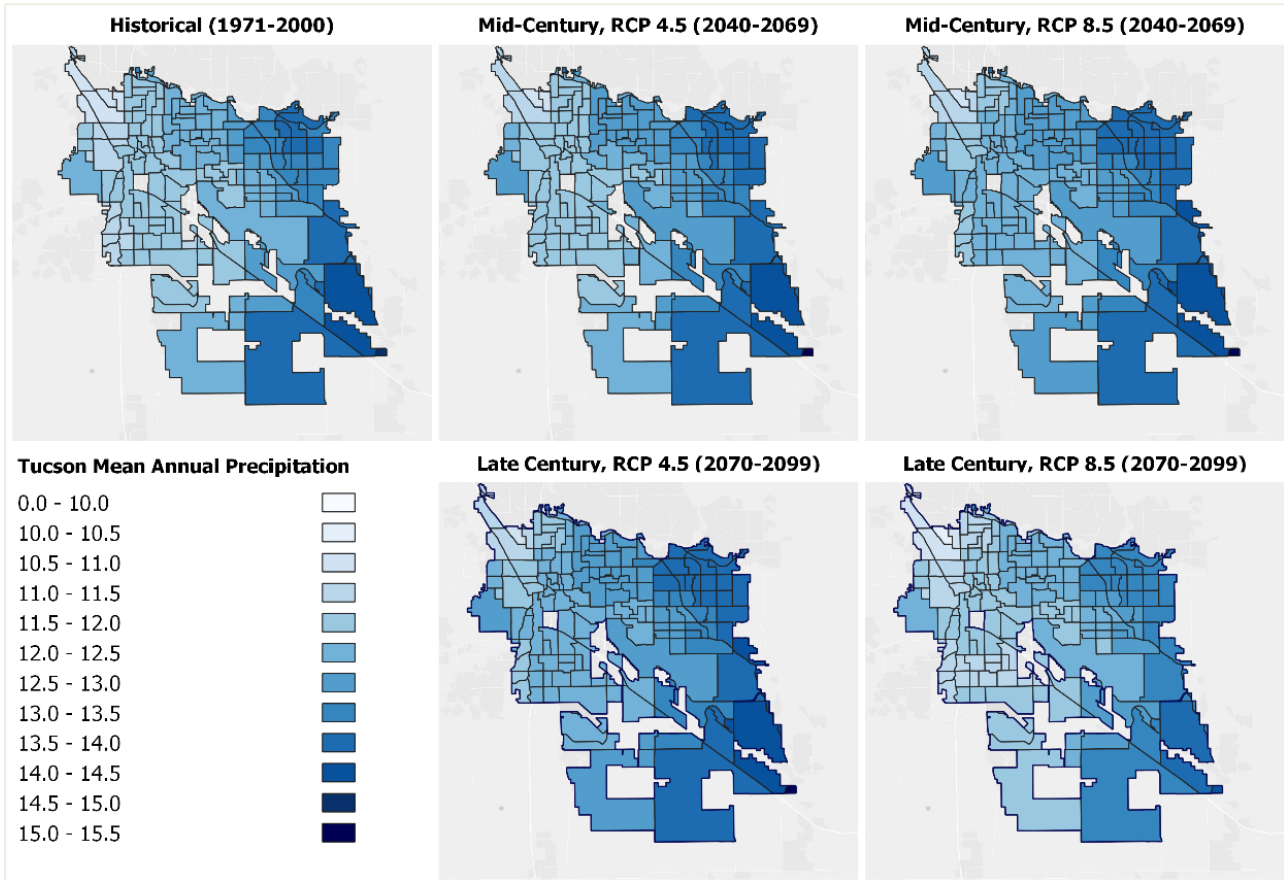 Historical (1971-2000)
Mid-Century, RCP 4.5 (2040-2069)
Mid-Century, RCP 8.5 (2040-2069)
Tucson Mean Annual Precipitation
0.0 - 10.0
10.0 - 10.5
10.5 - 11.0
11.0 - 11.5
11.5 - 12.0
12.0 - 12.5
12.5 - 13.0
13.0 - 13.5
13.5 - 14.0
14.0 - 14.5
14.5 - 15.0
15.0 - 15.5
Late Century, RCP 4.5 (2070-2099)
Late Century, RCP 8.5 (2070-2099)